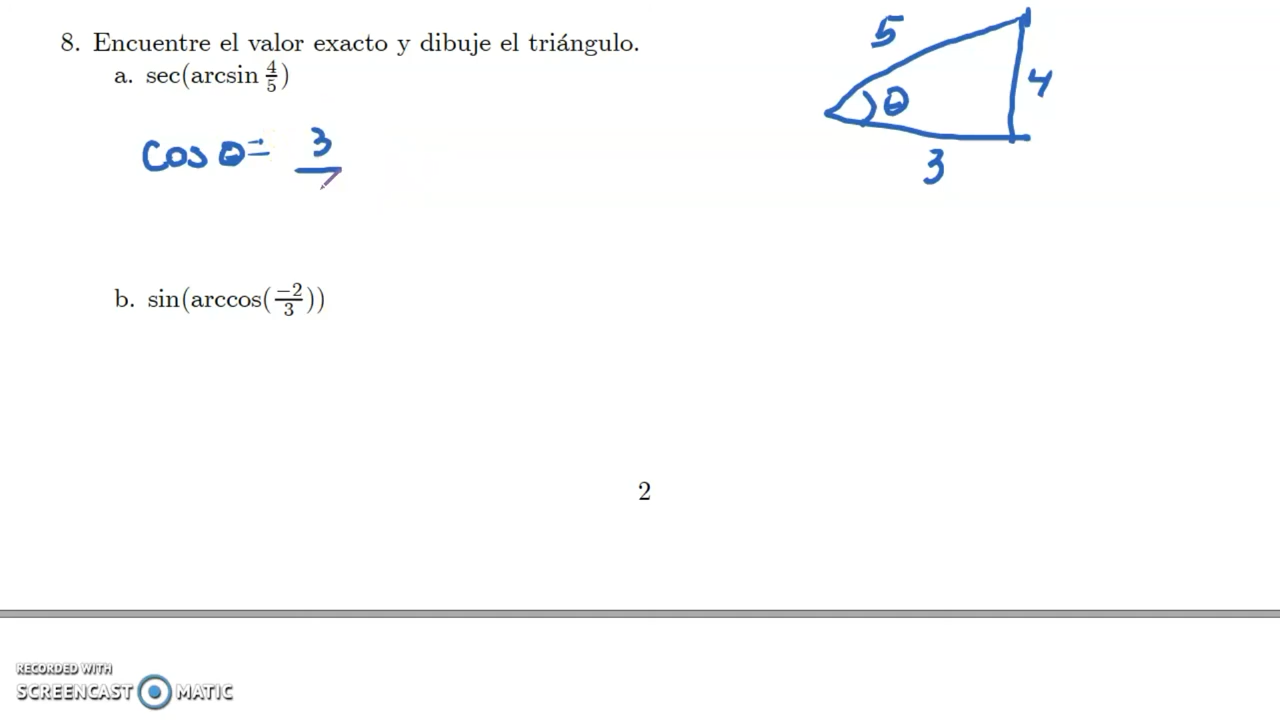 8. Encuentre el valor exacto y dibuje el triángulo.
a. sec(arcsin 4/5)
5
4
θ
3
cos θ = 3/
b. sin(arccos(-2/3))
2
RECORDED WITH
SCREENCAST MATIC